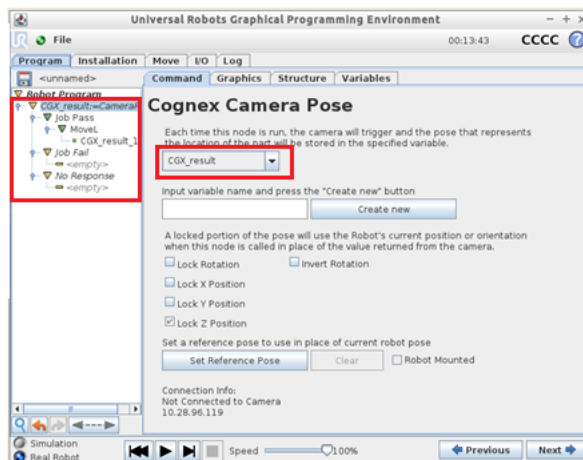 Universal Robots Graphical Programming Environment
File
00:13:43
CCCC
Program Installation Move I/O Log
<unnamed>
Command Graphics Structure Variables
Robot Program
CGX_result:=CameraP
Job Pass
MoveL
CGX_result_1
Job Fail
<empty>
No Response
<empty>
Cognex Camera Pose
Each time this node is run, the camera will trigger and the pose that represents
the location of the part will be stored in the specified variable.
CGX_result
Input variable name and press the "Create new" button
Create new
A locked portion of the pose will use the Robot's current position or orientation
when this node is called in place of the value returned from the camera.
Lock Rotation Invert Rotation
Lock X Position
Lock Y Position
Lock Z Position
Set a reference pose to use in place of current robot pose
Set Reference Pose Clear Robot Mounted
Connection Info:
Not Connected to Camera
10.28.96.119
Simulation
Real Robot
Speed 100%
Previous Next